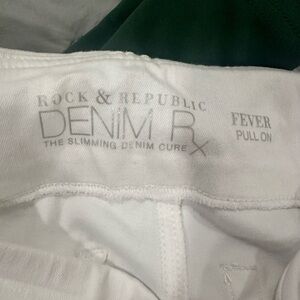 ROCK & REPUBLIC
DENIM Rx
THE SLIMMING DENIM CURE
FEVER
PULL ON